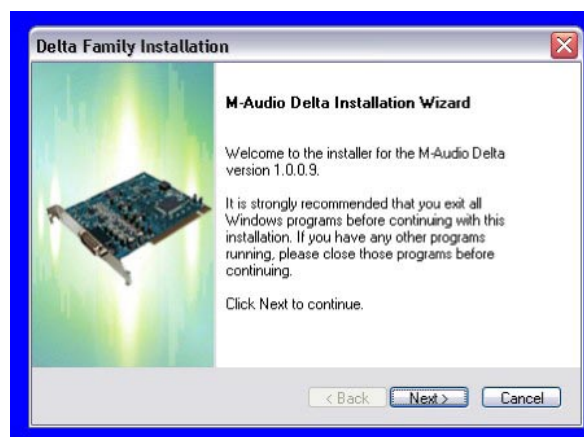 Delta Family Installation
M-Audio Delta Installation Wizard
Welcome to the installer for the M-Audio Delta
version 1.0.0.9.
It is strongly recommended that you exit all
Windows programs before continuing with this
installation. If you have any other programs
running, please close those programs before
continuing.
Click Next to continue.
< Back Next > Cancel